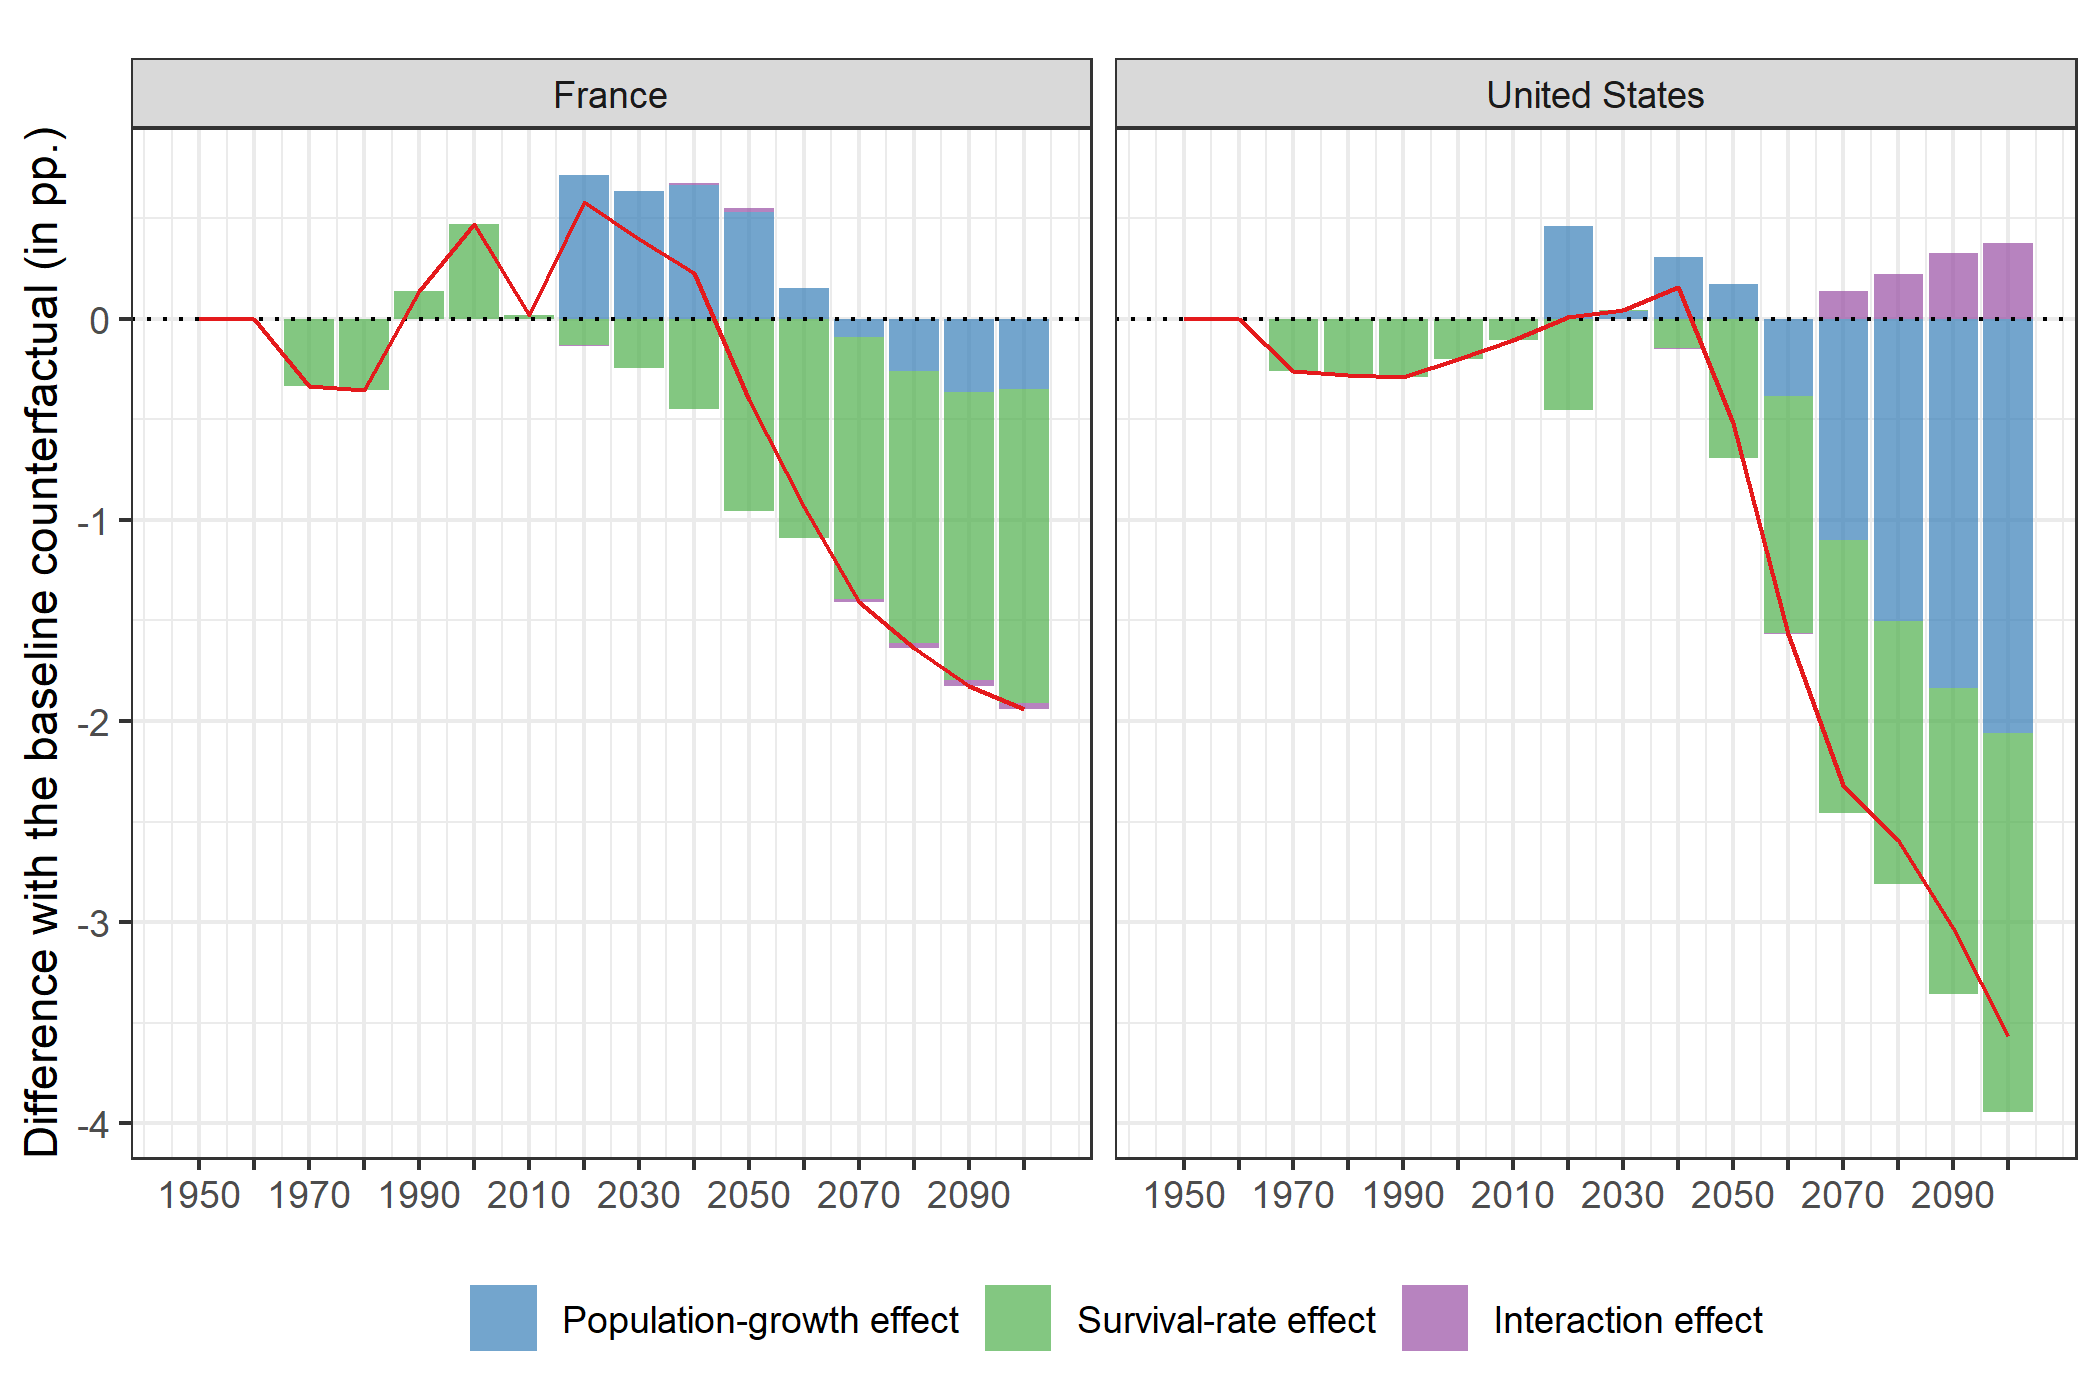 France
United States
Difference with the baseline counterfactual (in pp.)
0
-1
-2
-3
-4
1950 1970 1990 2010 2030 2050 2070 2090
1950 1970 1990 2010 2030 2050 2070 2090
Population-growth effect
Survival-rate effect
Interaction effect